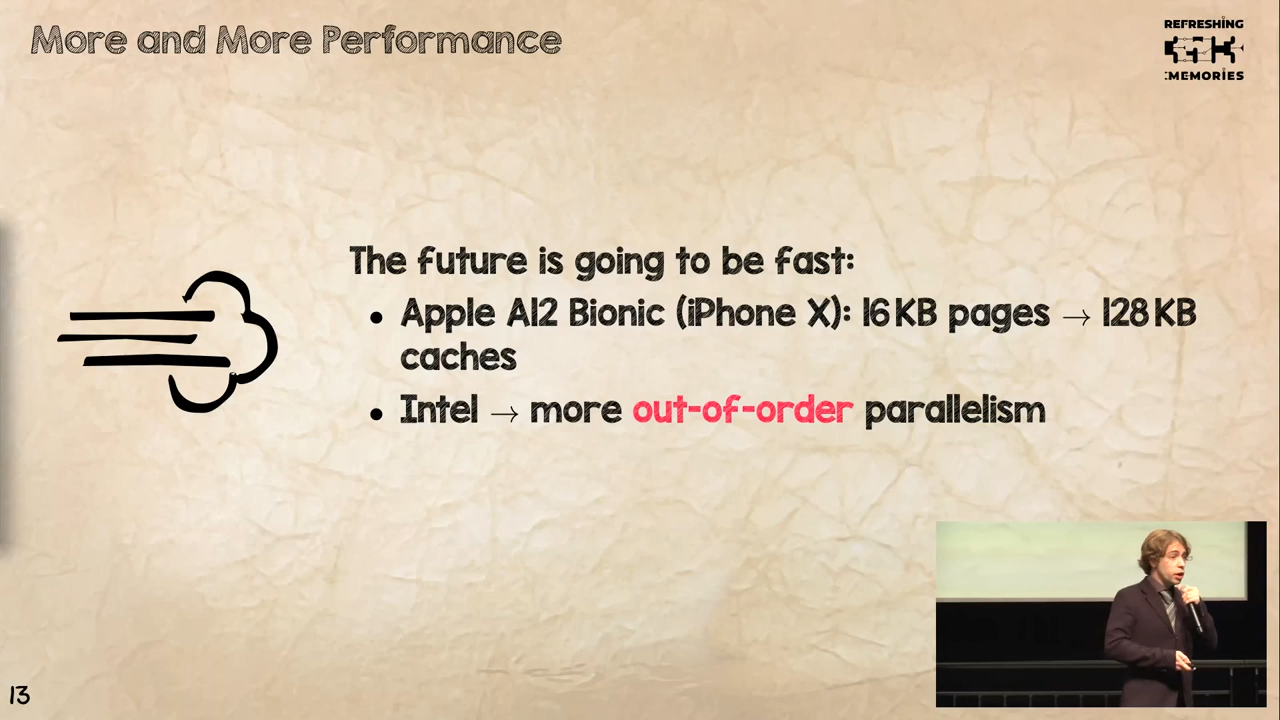 More and More Performance
REFRESHING
MEMORIES
The future is going to be fast:
• Apple A12 Bionic (iPhone X): 16 KB pages → 128 KB
caches
• Intel → more out-of-order parallelism
13